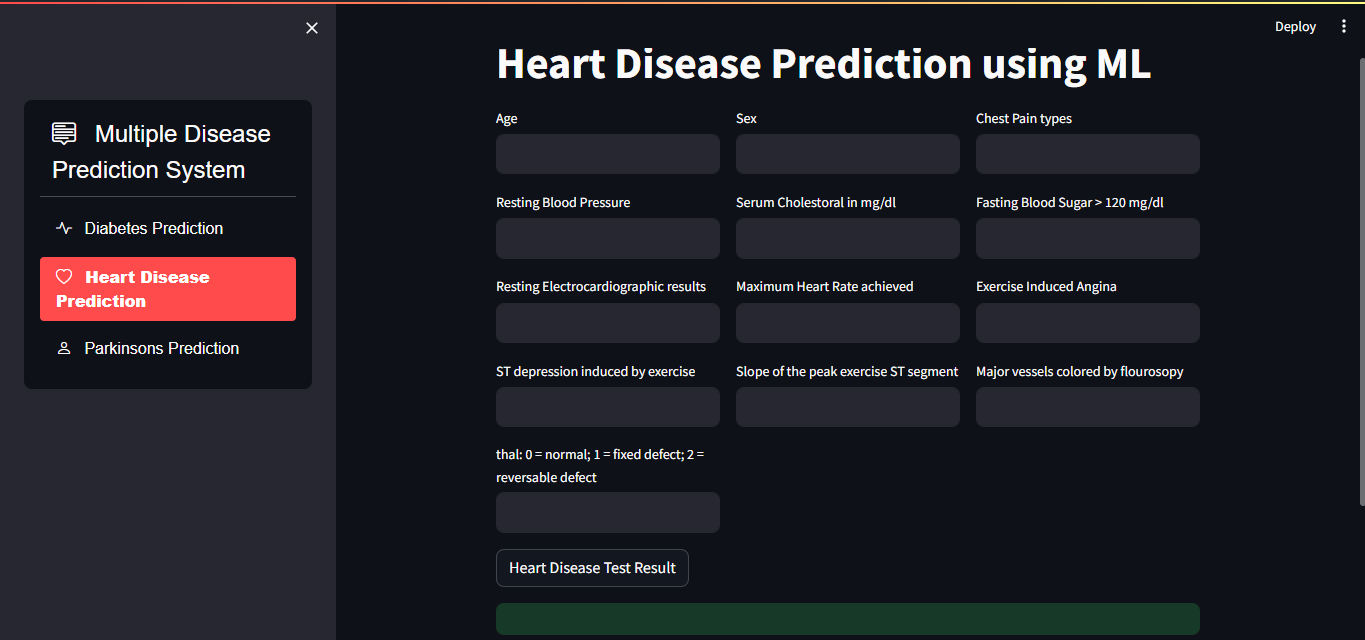 Deploy
Multiple Disease
Prediction System
Diabetes Prediction
Heart Disease
Prediction
Parkinsons Prediction
Heart Disease Prediction using ML
Age
Sex
Chest Pain types
Resting Blood Pressure
Serum Cholestoral in mg/dl
Fasting Blood Sugar > 120 mg/dl
Resting Electrocardiographic results
Maximum Heart Rate achieved
Exercise Induced Angina
ST depression induced by exercise
Slope of the peak exercise ST segment
Major vessels colored by flourosopy
thal: 0 = normal; 1 = fixed defect; 2 =
reversable defect
Heart Disease Test Result